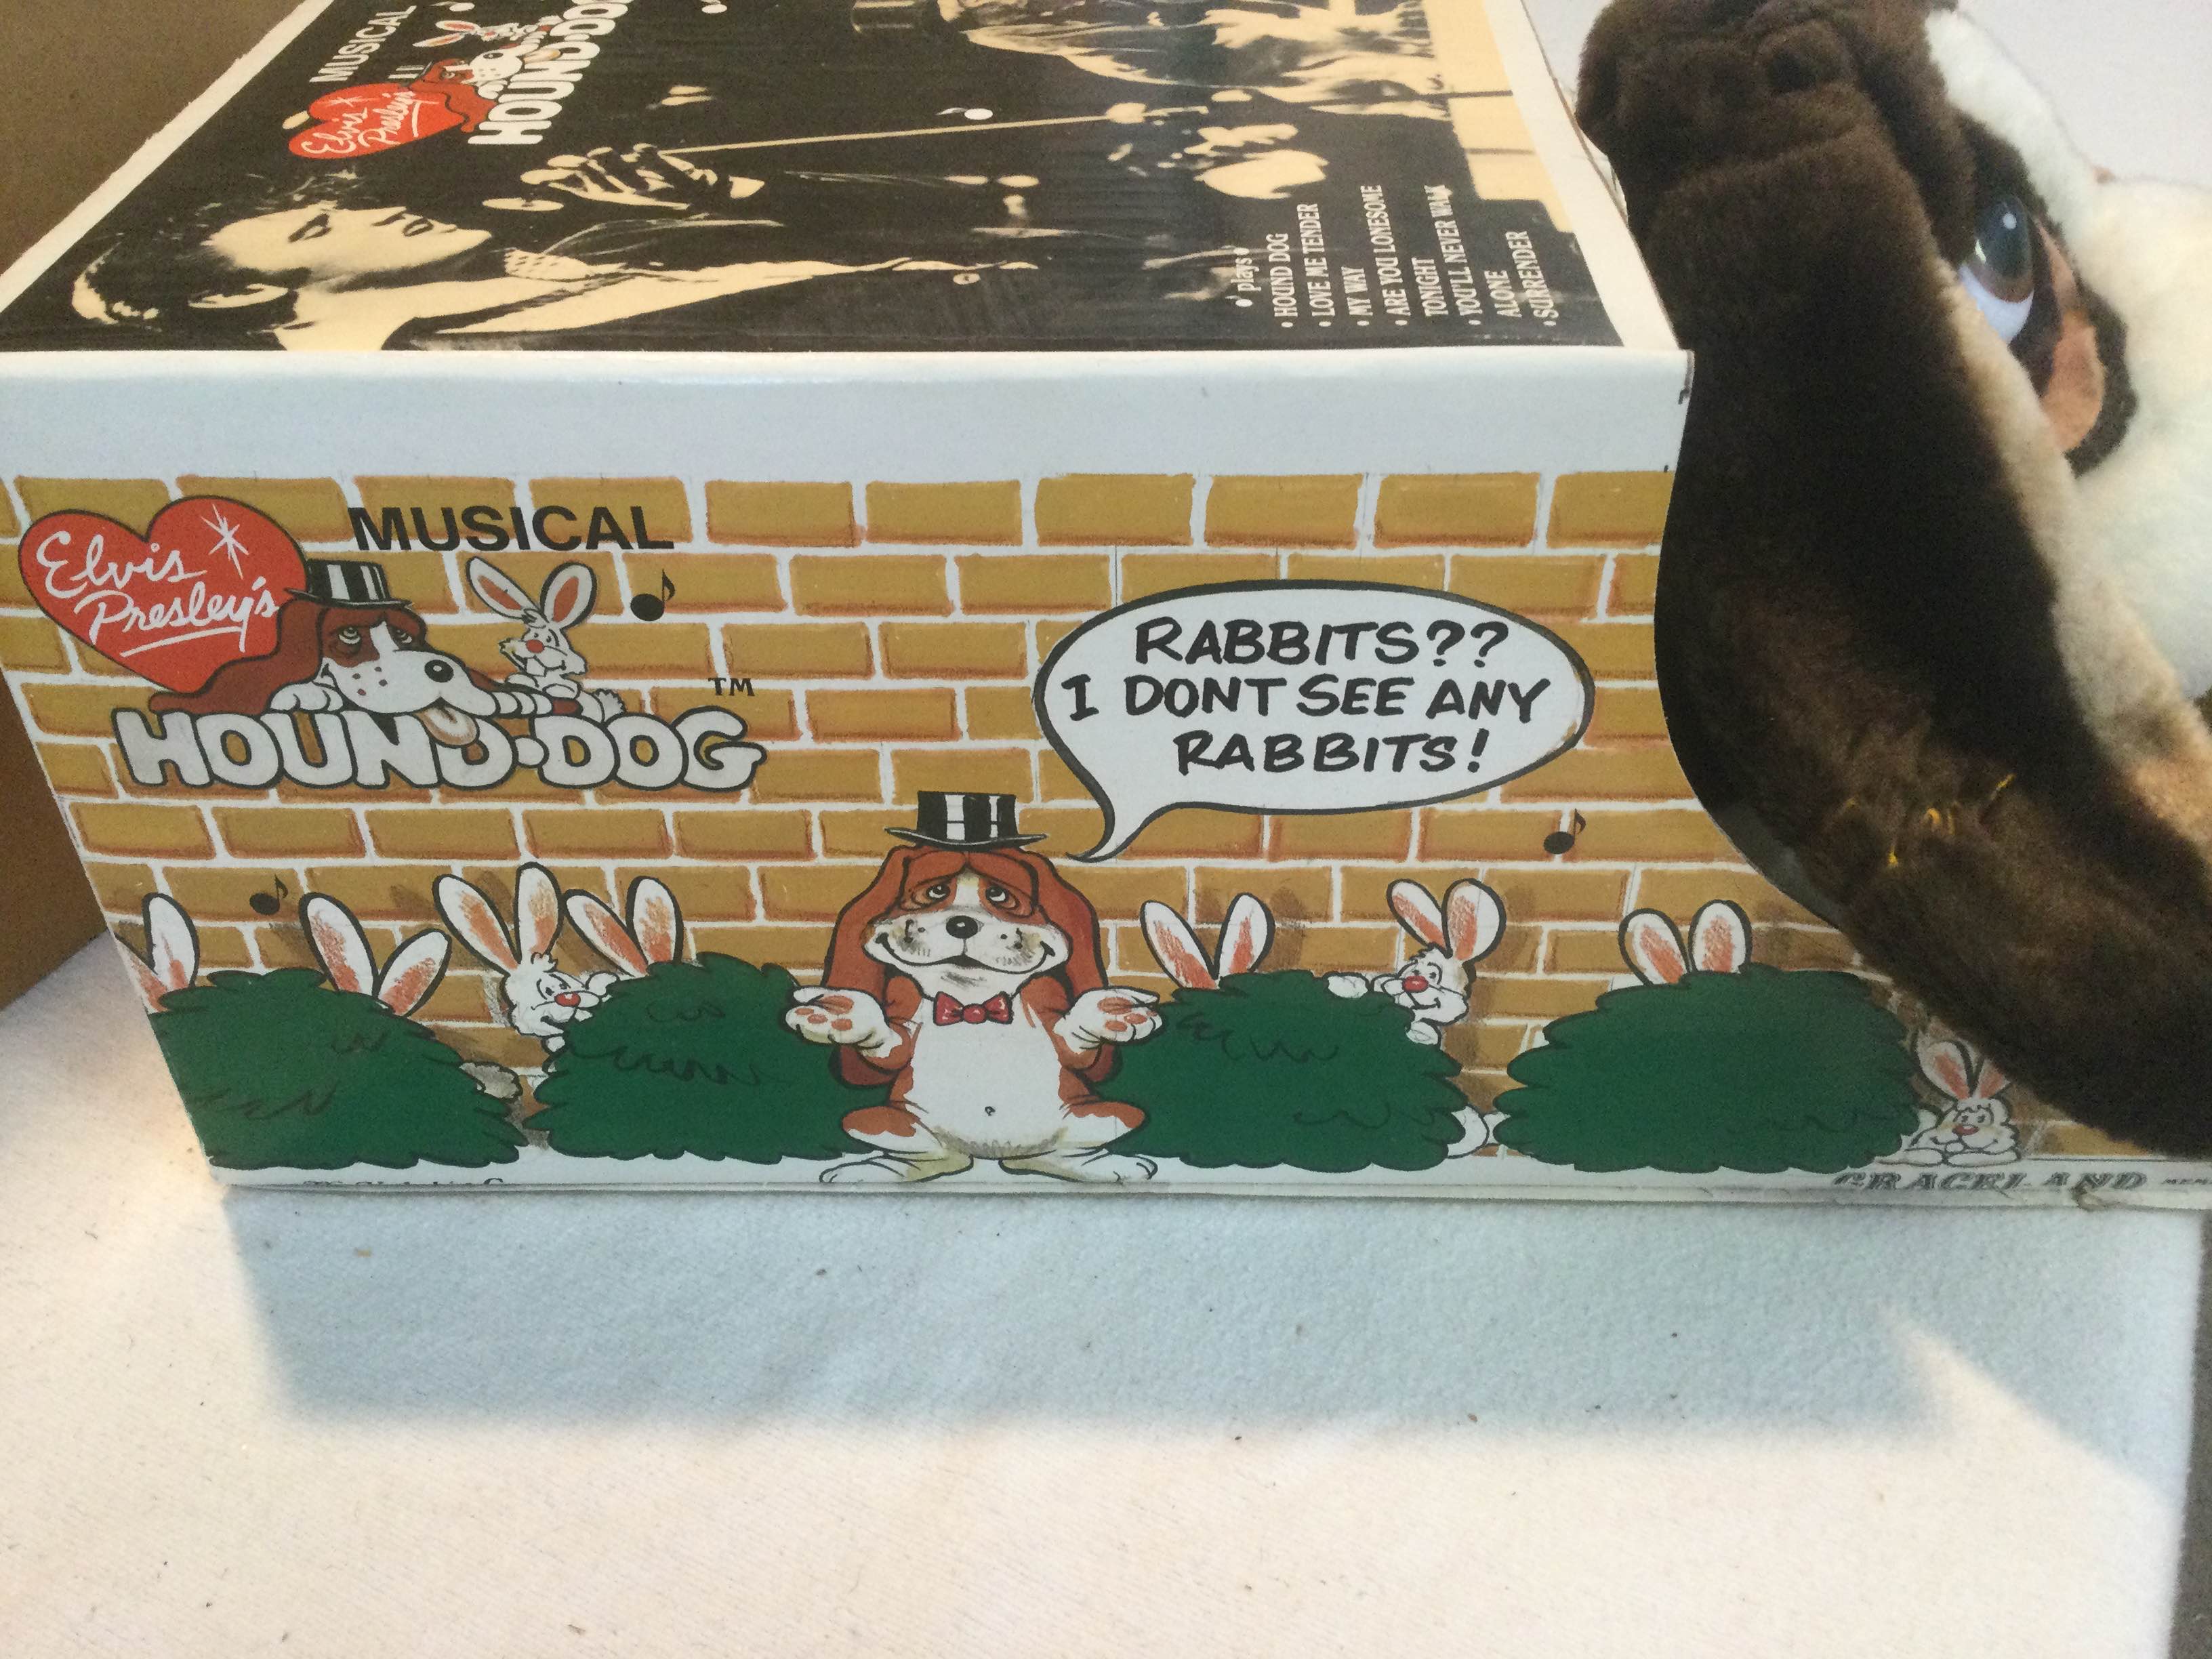 MUSICAL
Elvis
Presley's
HOUND-DOG
plays
• HOUND DOG
• LOVE ME TENDER
• MY WAY
• ARE YOU LONESOME
TONIGHT
• YOU'LL NEVER WALK
ALONE
• SURRENDER
Elvis
Presley's
MUSICAL
HOUND-DOG
TM
RABBITS??
I DONT SEE ANY
RABBITS!
GRACELAND